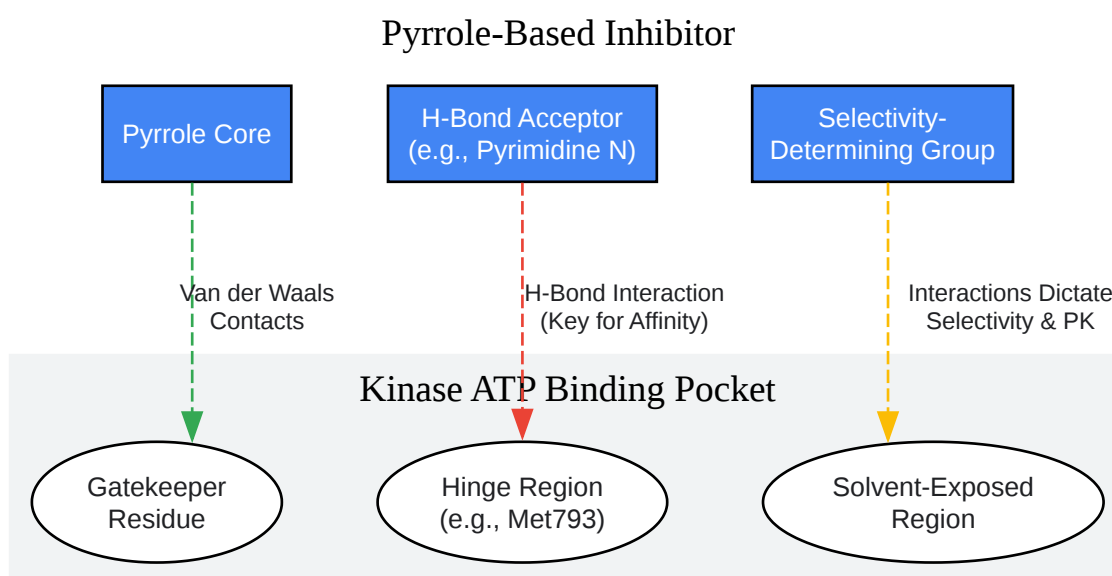 Pyrrole-Based Inhibitor
Pyrrole Core
H-Bond Acceptor
(e.g., Pyrimidine N)
Selectivity-
Determining Group
Van der Waals
Contacts
H-Bond Interaction
(Key for Affinity)
Interactions Dictate
Selectivity & PK
Kinase ATP Binding Pocket
Gatekeeper
Residue
Hinge Region
(e.g., Met793)
Solvent-Exposed
Region